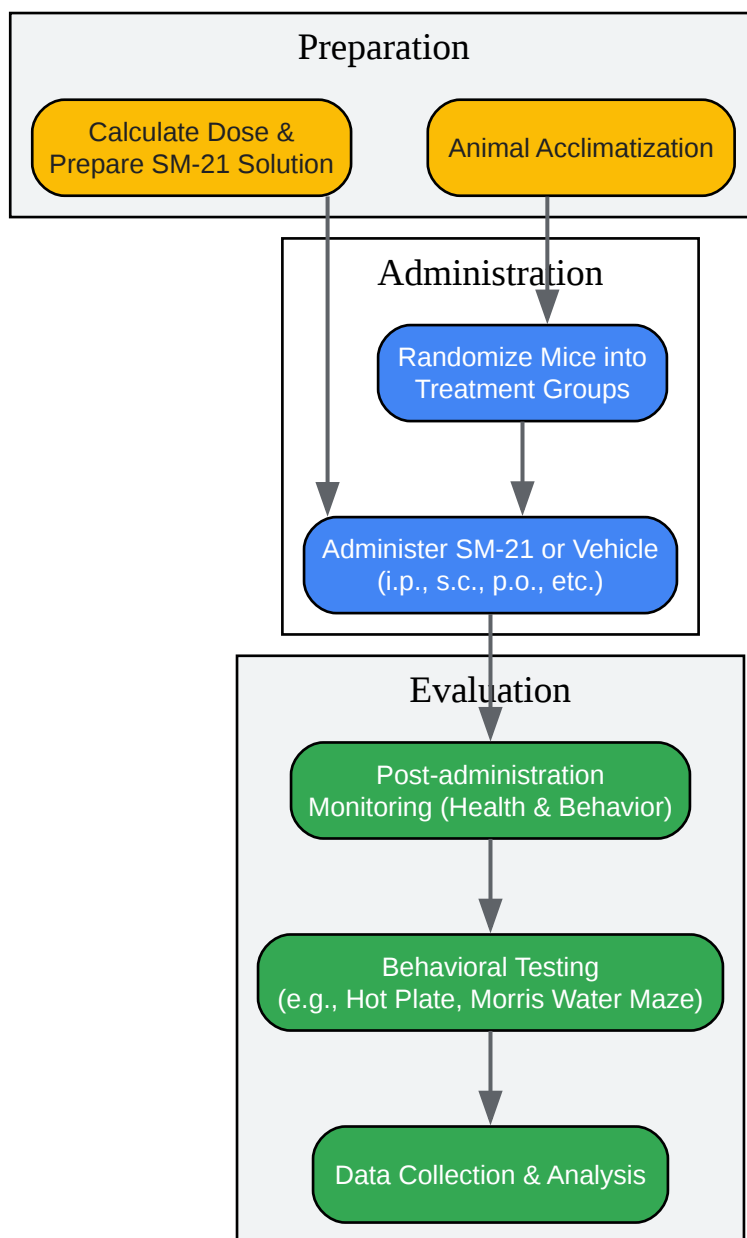 Preparation
Calculate Dose &
Prepare SM-21 Solution
Animal Acclimatization
Administration
Randomize Mice into
Treatment Groups
Administer SM-21 or Vehicle
(i.p., s.c., p.o., etc.)
Evaluation
Post-administration
Monitoring (Health & Behavior)
Behavioral Testing
(e.g., Hot Plate, Morris Water Maze)
Data Collection & Analysis